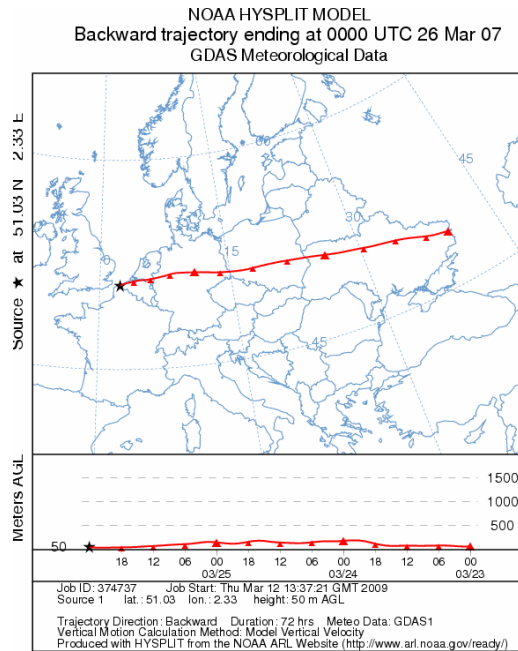 NOAA HYSPLIT MODEL
Backward trajectory ending at 0000 UTC 26 Mar 07
GDAS Meteorological Data
Source ★ at 51.03 N 2.33 E
45
30
15
0
45
Meters AGL
1500
1000
500
50
18 12 06 00 18 12 06 00 18 12 06 00
03/25 03/24 03/23
Job ID: 374737 Job Start: Thu Mar 12 13:37:21 GMT 2009
Source 1 lat.: 51.03 lon.: 2.33 height: 50 m AGL
Trajectory Direction: Backward Duration: 72 hrs Meteo Data: GDAS1
Vertical Motion Calculation Method: Model Vertical Velocity
Produced with HYSPLIT from the NOAA ARL Website (http://www.arl.noaa.gov/ready/)